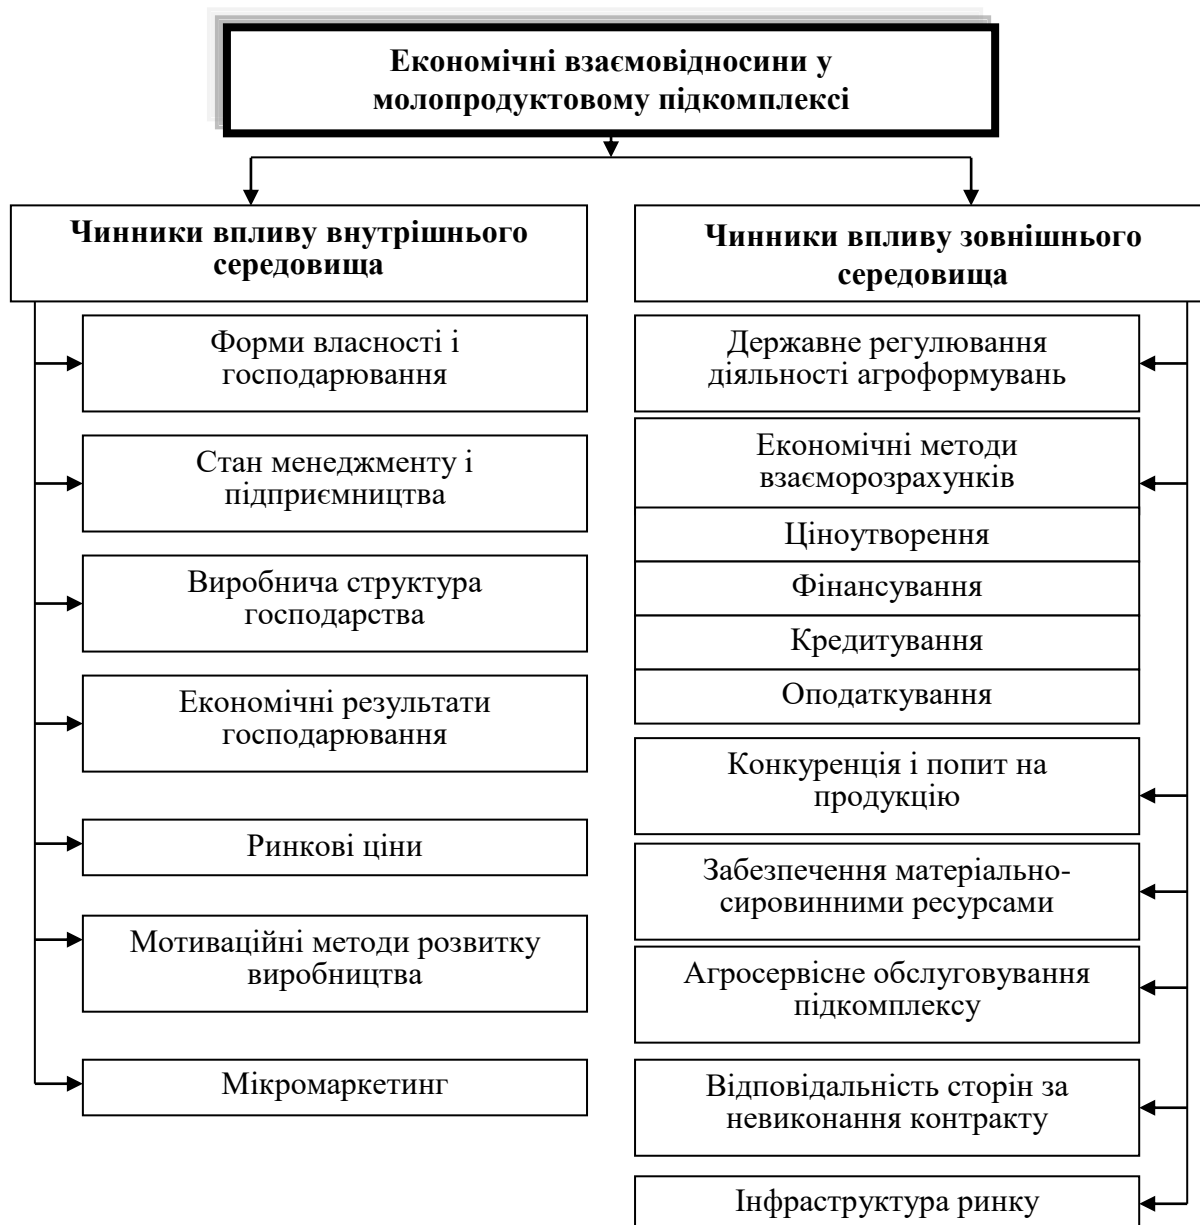 Економічні взаємовідносини у
молопродуктовому підкомплексі
Чинники впливу внутрішнього
середовища
Форми власності і
господарювання
Стан менеджменту і
підприємництва
Виробнича структура
господарства
Економічні результати
господарювання
Ринкові ціни
Мотиваційні методи розвитку
виробництва
Мікромаркетинг
Чинники впливу зовнішнього
середовища
Державне регулювання
діяльності агроформувань
Економічні методи
взаєморозрахунків
Ціноутворення
Фінансування
Кредитування
Оподаткування
Конкуренція і попит на
продукцію
Забезпечення матеріально-
сировинними ресурсами
Агросервісне обслуговування
підкомплексу
Відповідальність сторін за
невиконання контракту
Інфраструктура ринку